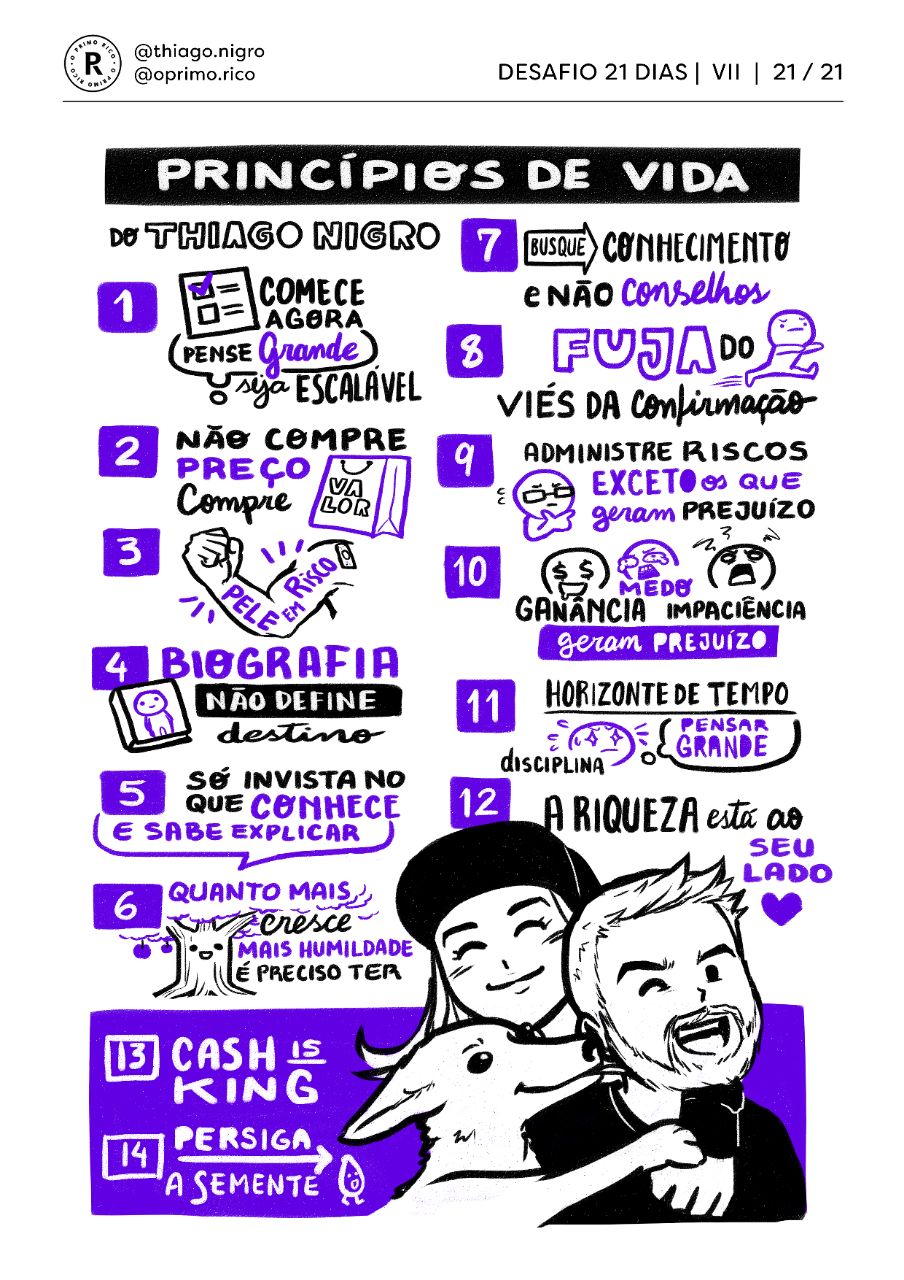 O PRIMO RICO • O PRIMO RICO •
R
@thiago.nigro
@oprimo.rico
DESAFIO 21 DIAS | VII | 21 / 21
PRINCÍPIOS DE VIDA
DO THIAGO NIGRO
1
COMECE
AGORA
PENSE Grande
seja ESCALÁVEL
2
NÃO COMPRE
PREÇO
Compre
VA
LOR
3
PELE EM RISCO
4
BIOGRAFIA
NÃO DEFINE
destino
5
SÓ INVISTA NO
QUE CONHECE
E SABE EXPLICAR
6
QUANTO MAIS
cresce
MAIS HUMILDADE
É PRECISO TER
7
BUSQUE CONHECIMENTO
e NÃO Conselhos
8
FUJA DO
VIÉS DA Confirmação
9
ADMINISTRE RISCOS
EXCETO os QUE
geram PREJUÍZO
10
$ $
MEDO
GANÂNCIA IMPACIÊNCIA
geram PREJUÍZO
11
HORIZONTE DE TEMPO
PENSAR
GRANDE
DISCIPLINA
12
A RIQUEZA está ao
SEU
LADO
13
CASH IS
KING
14
PERSIGA
A SEMENTE